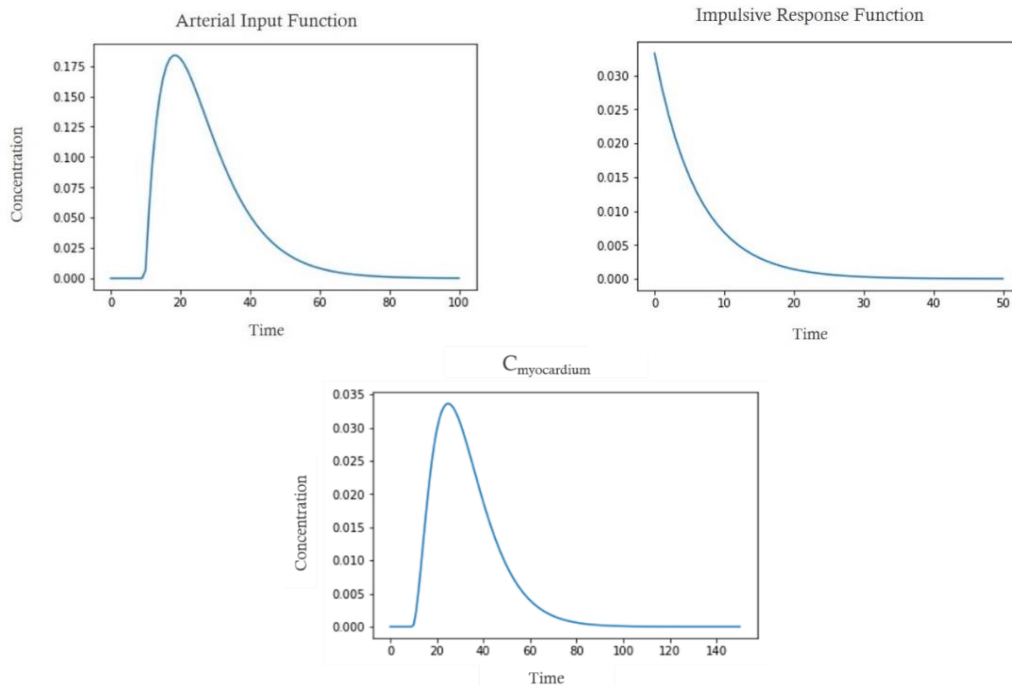 Arterial Input Function
Concentration
0.175
0.150
0.125
0.100
0.075
0.050
0.025
0.000
0 20 40 60 80 100
Time
Impulsive Response Function
0.030
0.025
0.020
0.015
0.010
0.005
0.000
0 10 20 30 40 50
Time
Cmyocardium
Concentration
0.035
0.030
0.025
0.020
0.015
0.010
0.005
0.000
0 20 40 60 80 100 120 140
Time